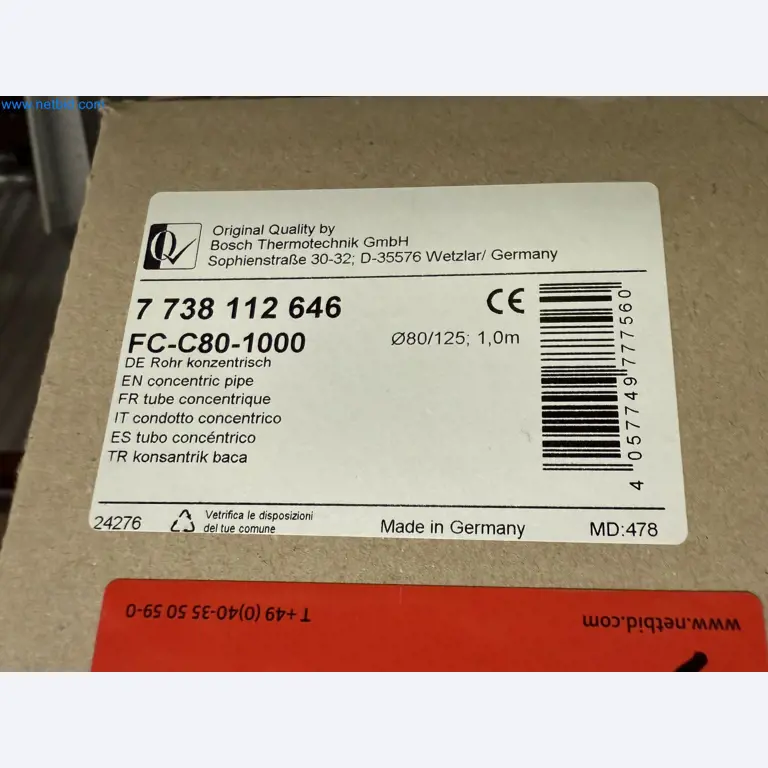 www.netbid.com
Original Quality by
Bosch Thermotechnik GmbH
Sophienstraße 30-32; D-35576 Wetzlar/ Germany
7 738 112 646
FC-C80-1000
Ø80/125; 1,0m
CE
DE Rohr konzentrisch
EN concentric pipe
FR tube concentrique
IT condotto concentrico
ES tubo concéntrico
TR konsantrik baca
4 057749 777560
24276
Vetrifica le disposizioni
del tue comune
Made in Germany
MD:478
www.netbid.com
T +49 (0)40-35 50 59-0